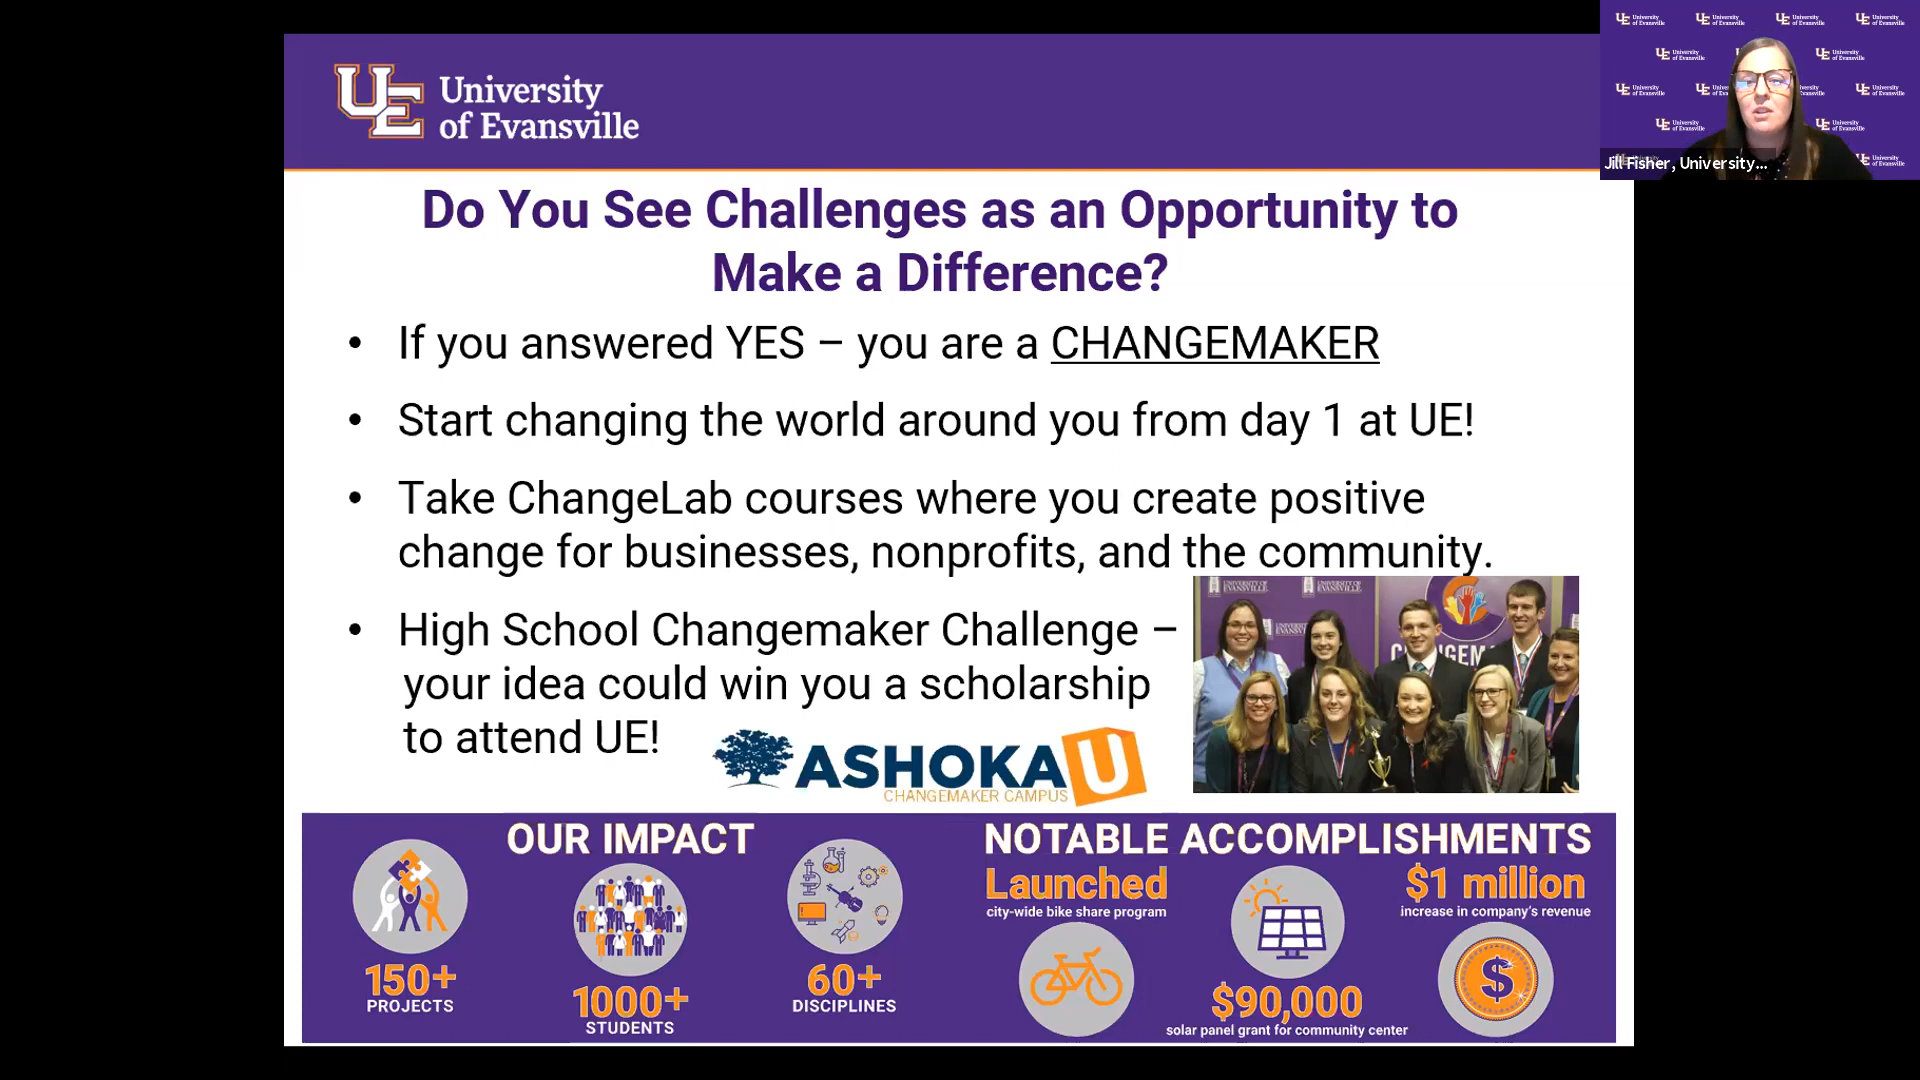 University
of Evansville
Do You See Challenges as an Opportunity to
Make a Difference?
• If you answered YES – you are a CHANGEMAKER
• Start changing the world around you from day 1 at UE!
• Take ChangeLab courses where you create positive
change for businesses, nonprofits, and the community.
• High School Changemaker Challenge –
your idea could win you a scholarship
to attend UE!
ASHOKA U
CHANGEMAKER CAMPUS
OUR IMPACT
150+
PROJECTS
1000+
STUDENTS
60+
DISCIPLINES
NOTABLE ACCOMPLISHMENTS
Launched
city-wide bike share program
$90,000
solar panel grant for community center
$1 million
increase in company's revenue
$
Jill Fisher, University...